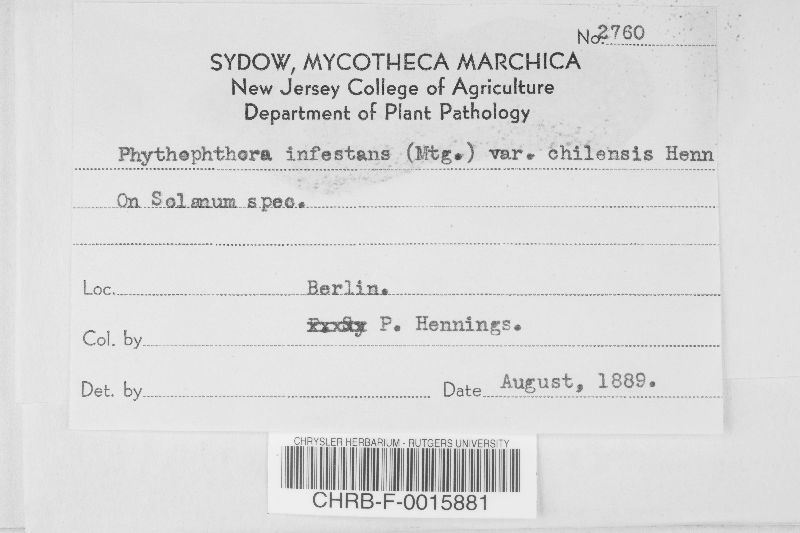 No. 2760
SYDOW, MYCOTHECA MARCHICA
New Jersey College of Agriculture
Department of Plant Pathology
Phythophthora infestans (Mtg.) var. chilensis Henn
On Solanum spec.
Loc. Berlin.
Col. by P. Hennings.
Det. by Date August, 1889.
CHRYSLER HERBARIUM - RUTGERS UNIVERSITY
CHRB-F-0015881